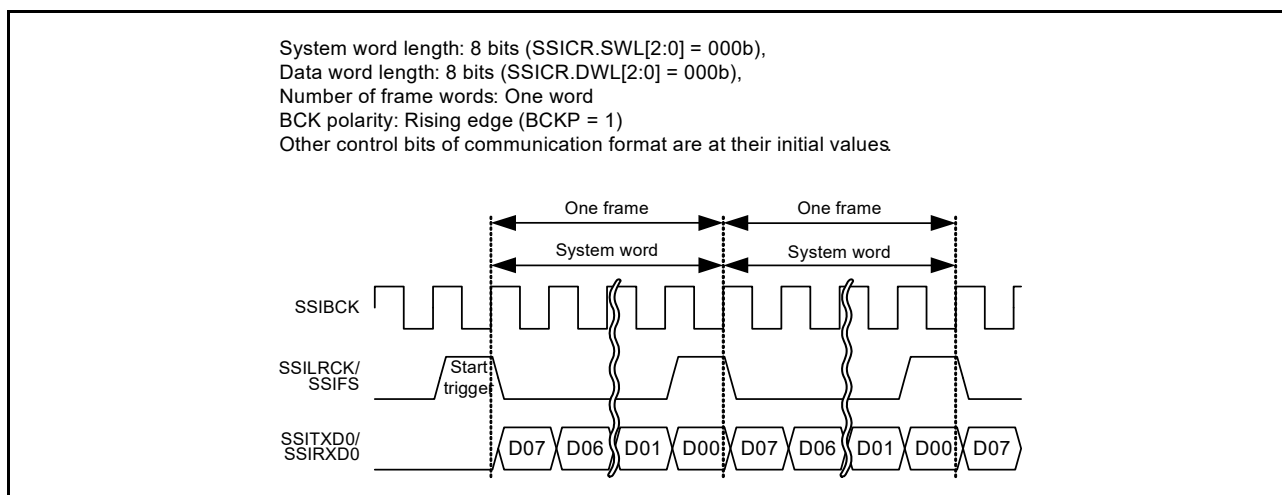 System word length: 8 bits (SSICR.SWL[2:0] = 000b),
Data word length: 8 bits (SSICR.DWL[2:0] = 000b),
Number of frame words: One word
BCK polarity: Rising edge (BCKP = 1)
Other control bits of communication format are at their initial values.
One frame One frame
System word System word
SSIBCK
SSILRCK/
SSIFS
Start
trigger
SSITXD0/
SSIRXD0
D07 D06 D01 D00 D07 D06 D01 D00 D07